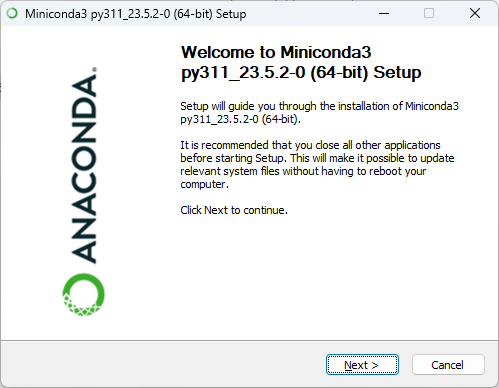 Miniconda3 py311_23.5.2-0 (64-bit) Setup
ANACONDA.
Welcome to Miniconda3
py311_23.5.2-0 (64-bit) Setup
Setup will guide you through the installation of Miniconda3
py311_23.5.2-0 (64-bit).
It is recommended that you close all other applications
before starting Setup. This will make it possible to update
relevant system files without having to reboot your
computer.
Click Next to continue.
Next >
Cancel